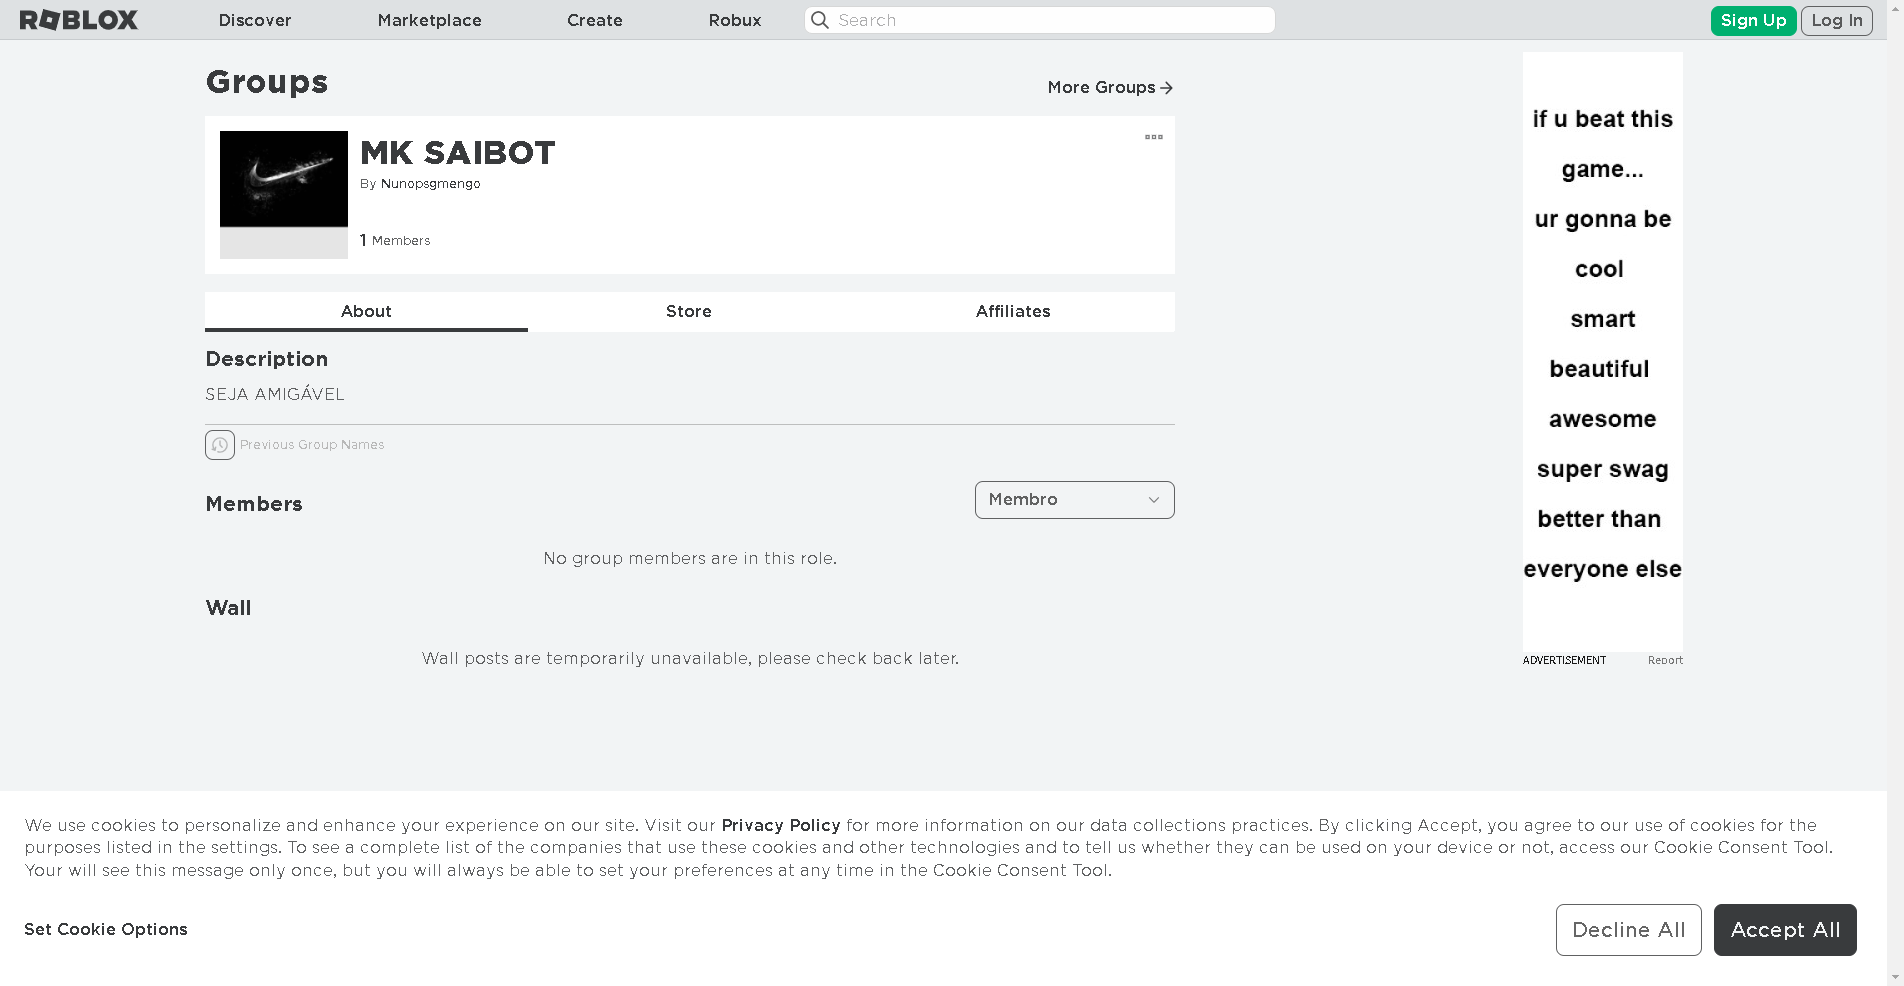 ROBLOX
Discover
Marketplace
Create
Robux
Search
Sign Up
Log In
Groups
More Groups
MK SAIBOT
By Nunopsgmengo
1 Members
About
Store
Affiliates
Description
SEJA AMIGÁVEL
Previous Group Names
Members
Membro
No group members are in this role.
Wall
Wall posts are temporarily unavailable, please check back later.
if u beat this
game...
ur gonna be
cool
smart
beautiful
awesome
super swag
better than
everyone else
ADVERTISEMENT
Report
We use cookies to personalize and enhance your experience on our site. Visit our Privacy Policy for more information on our data collections practices. By clicking Accept, you agree to our use of cookies for the
purposes listed in the settings. To see a complete list of the companies that use these cookies and other technologies and to tell us whether they can be used on your device or not, access our Cookie Consent Tool.
Your will see this message only once, but you will always be able to set your preferences at any time in the Cookie Consent Tool.
Set Cookie Options
Decline All
Accept All